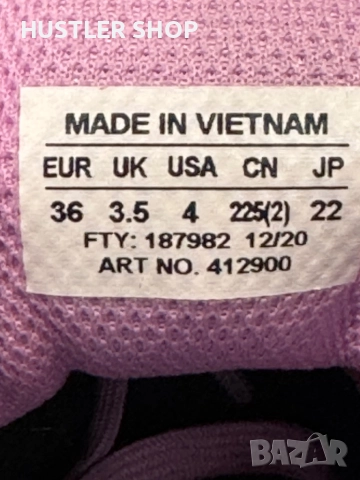 HUSTLER SHOP
MADE IN VIETNAM
EUR UK USA CN JP
36 3.5 4 225(2) 22
FTY: 187982 12/20
ART NO. 412900
BAZAR